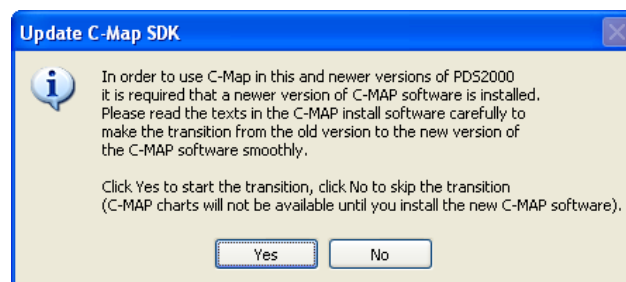 Update C-Map SDK
In order to use C-Map in this and newer versions of PDS2000
it is required that a newer version of C-MAP software is installed.
Please read the texts in the C-MAP install software carefully to
make the transition from the old version to the new version of
the C-MAP software smoothly.
Click Yes to start the transition, click No to skip the transition
(C-MAP charts will not be available until you install the new C-MAP software).
Yes
No